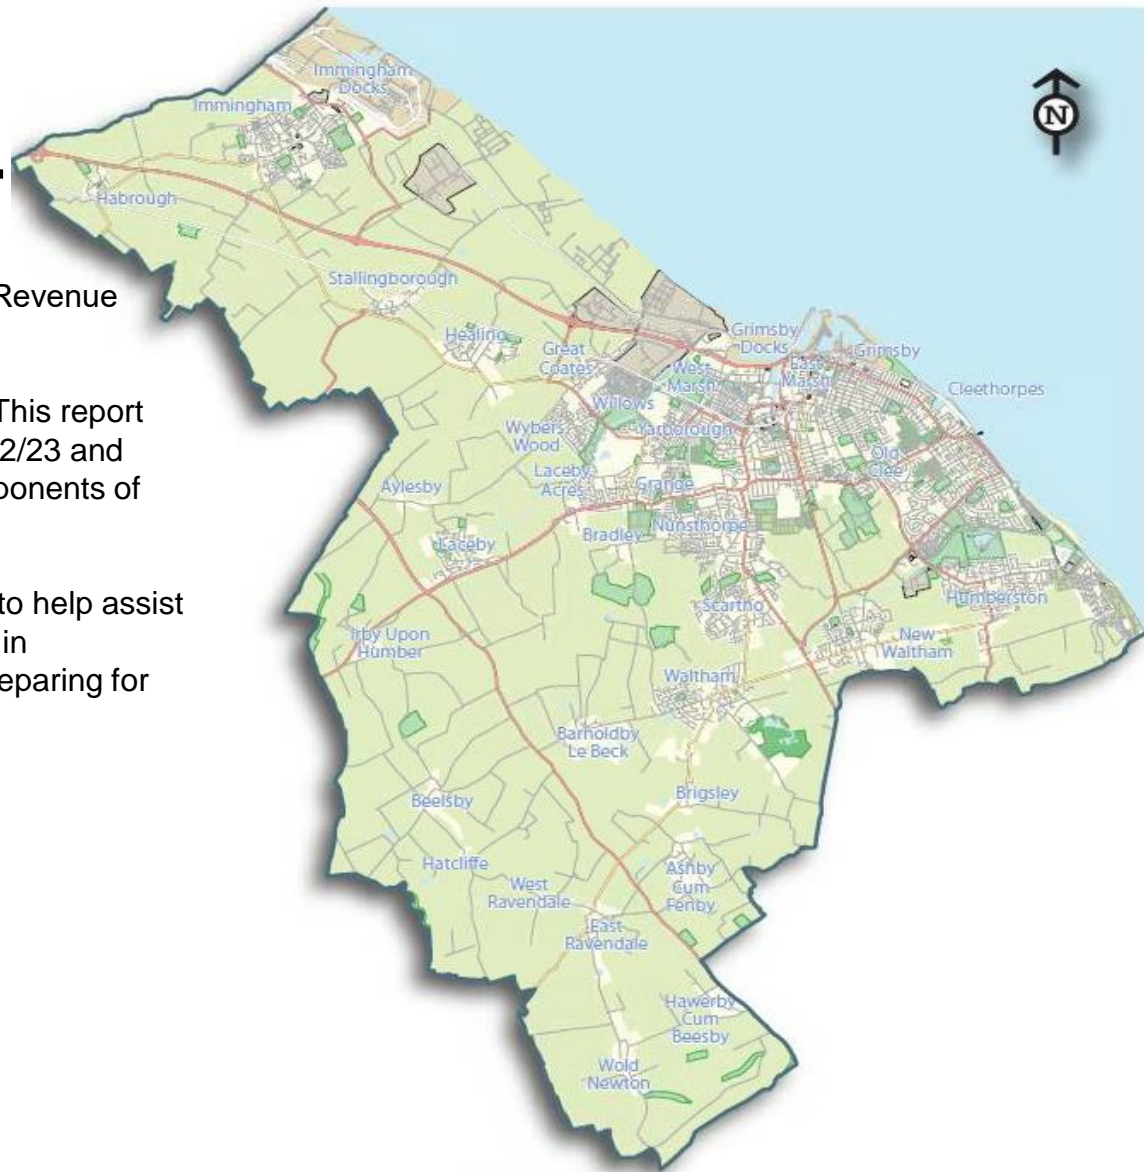 Revenue
This report
2/23 and
ponents of
to help assist
in
eparing for
N
Immingham
Docks
Immingham
Habrough
Stallingborough
Healing
Great
Coates
West
Marsh
Grimsby
Docks
East
Marsh
Grimsby
Cleethorpes
Willows
Wybers
Wood
Yarborough
Old
Clee
Laceby
Acres
Grange
Aylesby
Nunsthorpe
Bradley
Laceby
Scartho
Humberston
Irby Upon
Humber
New
Waltham
Waltham
Barnoldby
Le Beck
Beelsby
Brigsley
Hatcliffe
Ashby
Cum
Fenby
West
Ravendale
East
Ravendale
Hawerby
Cum
Beesby
Wold
Newton